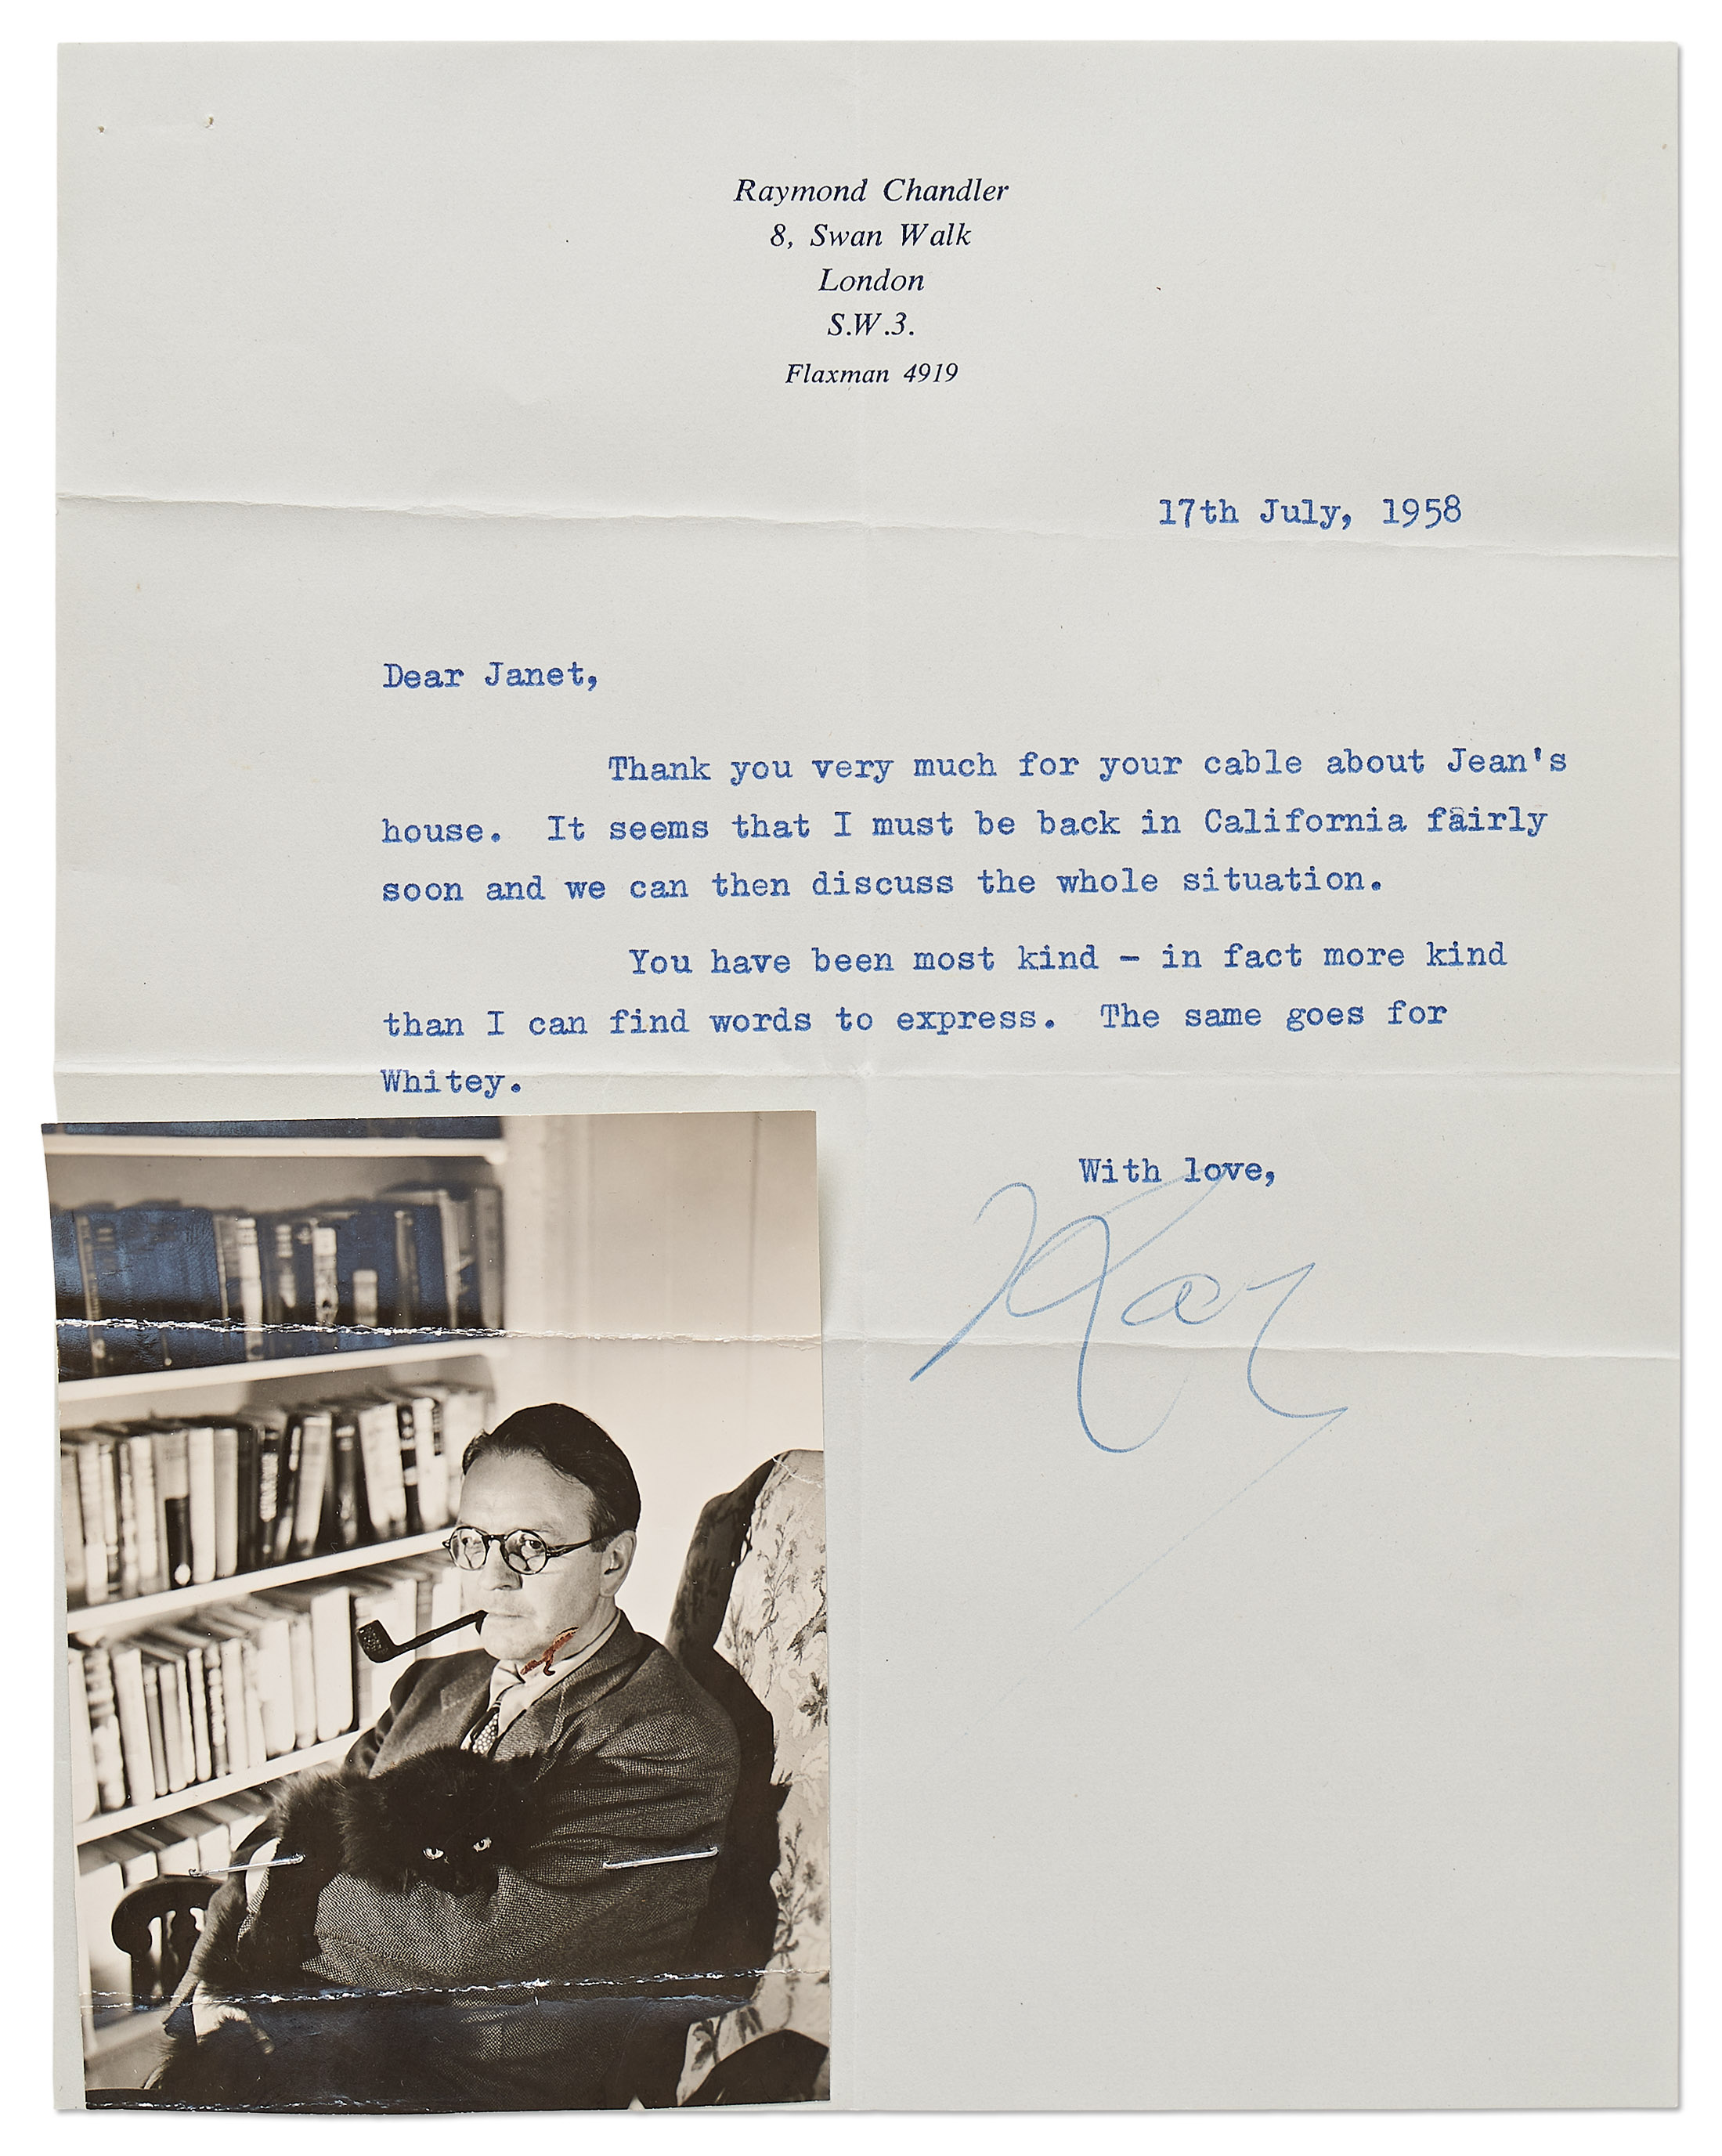 Raymond Chandler
8, Swan Walk
London
S.W.3.
Flaxman 4919
17th July, 1958
Dear Janet,
Thank you very much for your cable about Jean's
house. It seems that I must be back in California fairly
soon and we can then discuss the whole situation.
You have been most kind - in fact more kind
than I can find words to express. The same goes for
Whitey.
With love,
Ray